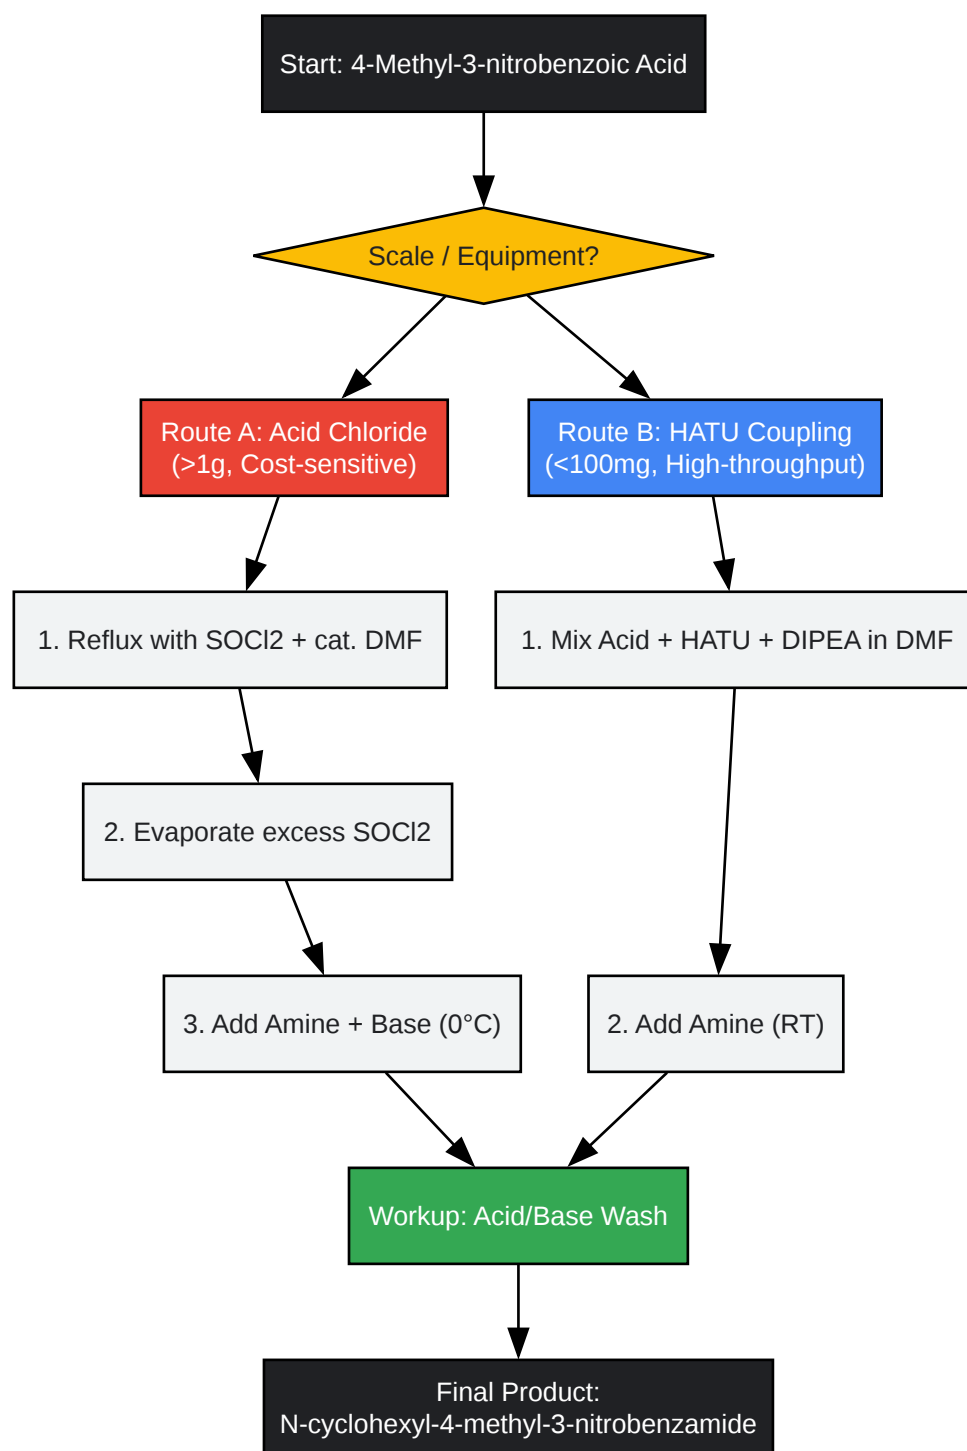 Start: 4-Methyl-3-nitrobenzoic Acid
Scale / Equipment?
Route A: Acid Chloride
(>1g, Cost-sensitive)
Route B: HATU Coupling
(<100mg, High-throughput)
1. Reflux with SOCl2 + cat. DMF
1. Mix Acid + HATU + DIPEA in DMF
2. Evaporate excess SOCl2
3. Add Amine + Base (0°C)
2. Add Amine (RT)
Workup: Acid/Base Wash
Final Product:
N-cyclohexyl-4-methyl-3-nitrobenzamide